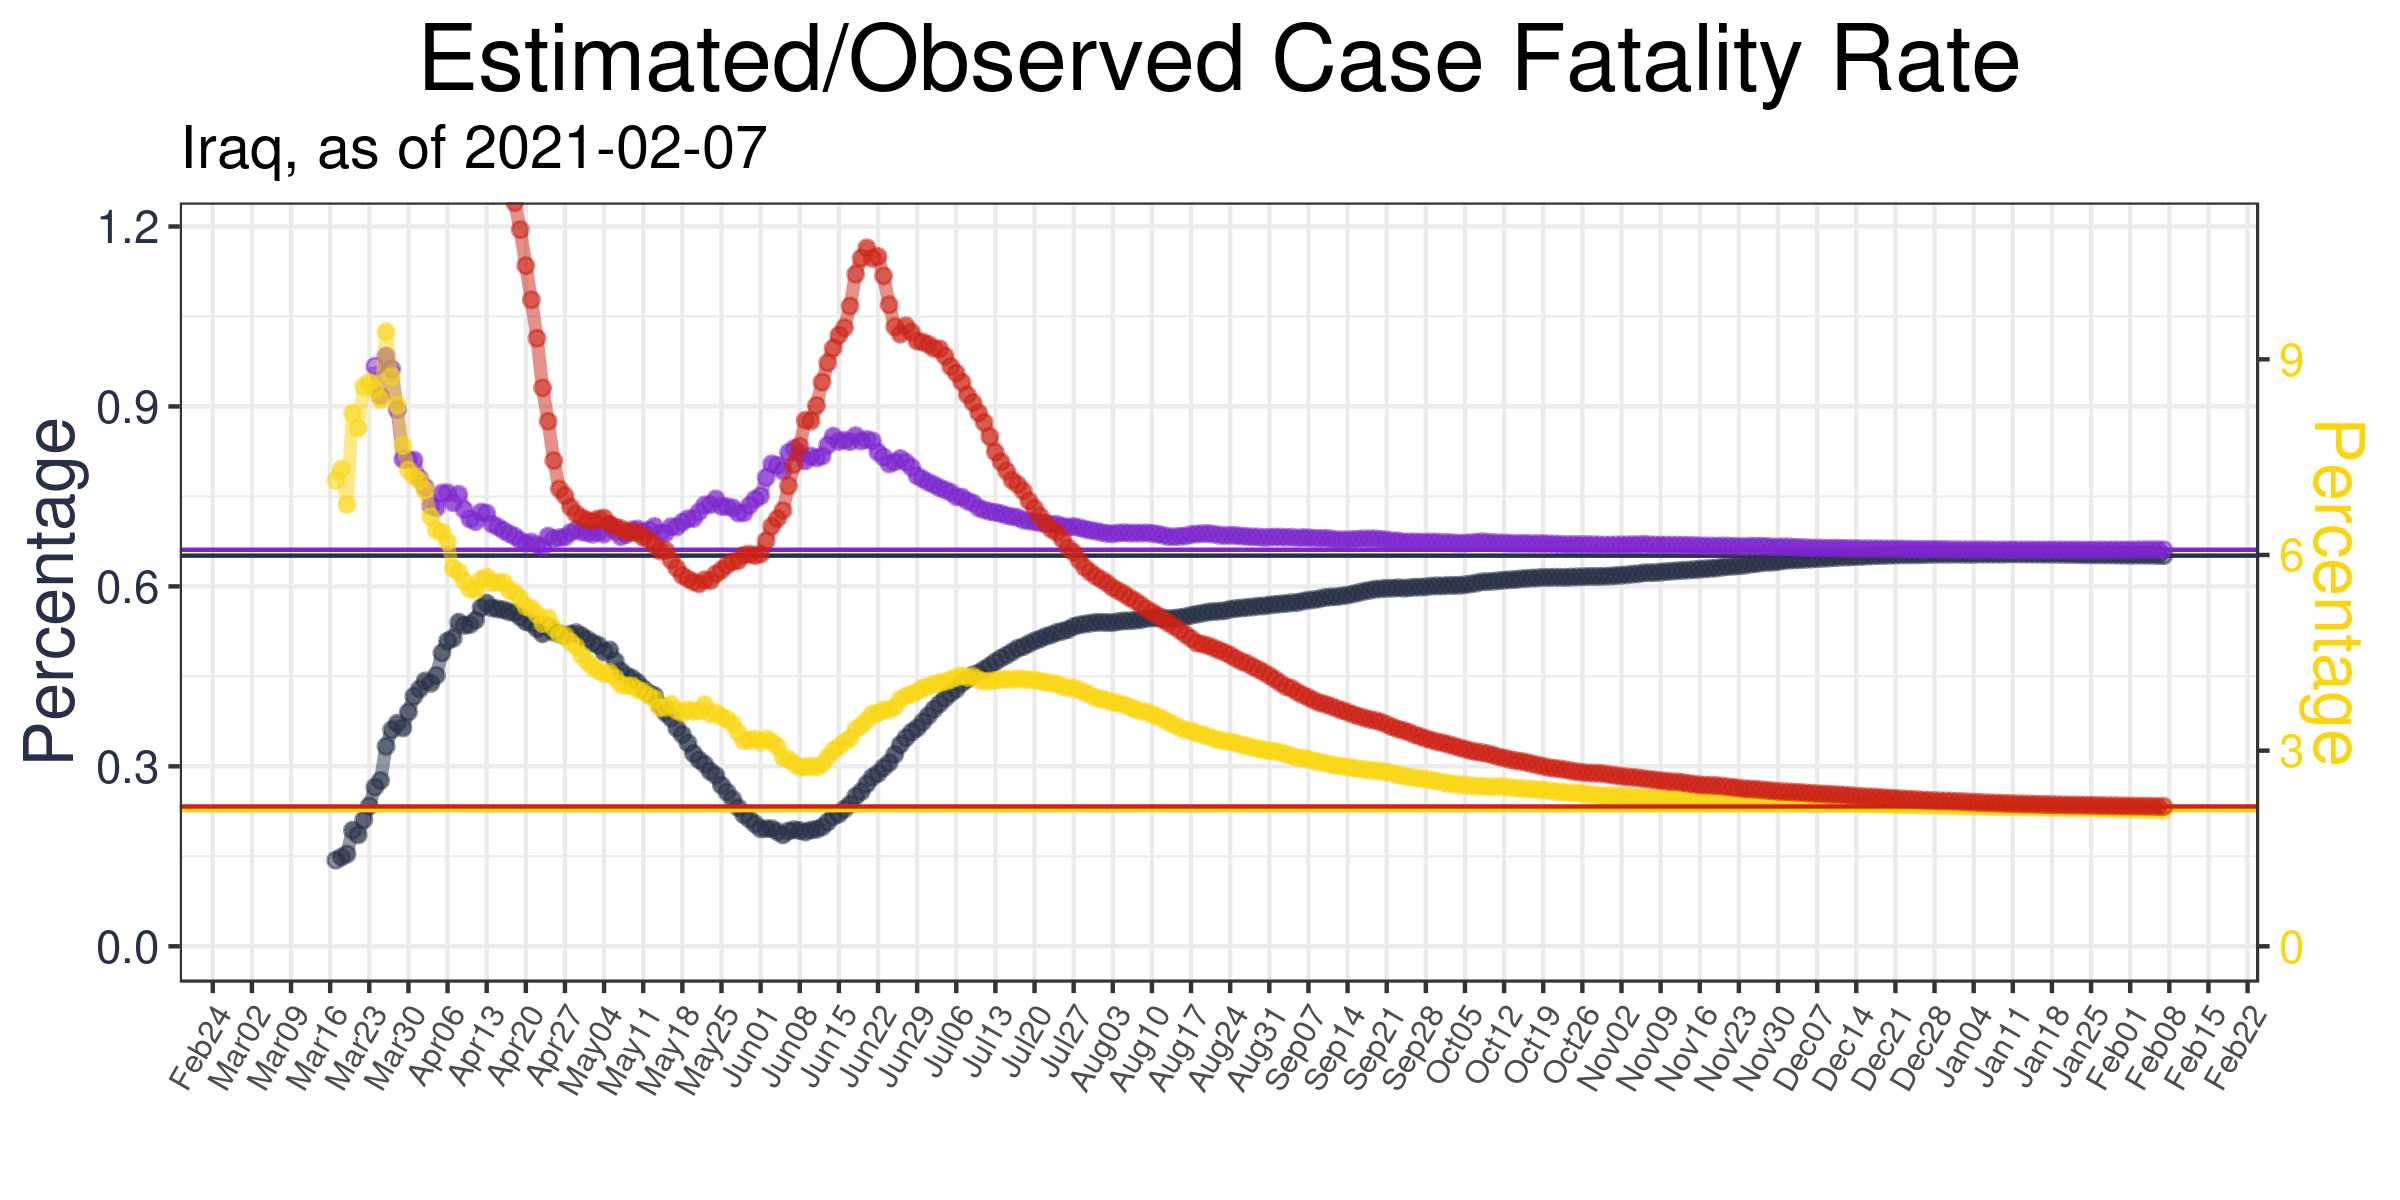 Estimated/Observed Case Fatality Rate
Iraq, as of 2021-02-07
Percentage
1.2
0.9
0.6
0.3
0.0
9
6
3
0
Percentage
Feb24
Mar02
Mar09
Mar16
Mar23
Mar30
Apr06
Apr13
Apr20
Apr27
May04
May11
May18
May25
Jun01
Jun08
Jun15
Jun22
Jun29
Jul06
Jul13
Jul20
Jul27
Aug03
Aug10
Aug17
Aug24
Aug31
Sep07
Sep14
Sep21
Sep28
Oct05
Oct12
Oct19
Oct26
Nov02
Nov09
Nov16
Nov23
Nov30
Dec07
Dec14
Dec21
Dec28
Jan04
Jan11
Jan18
Jan25
Feb01
Feb08
Feb15
Feb22